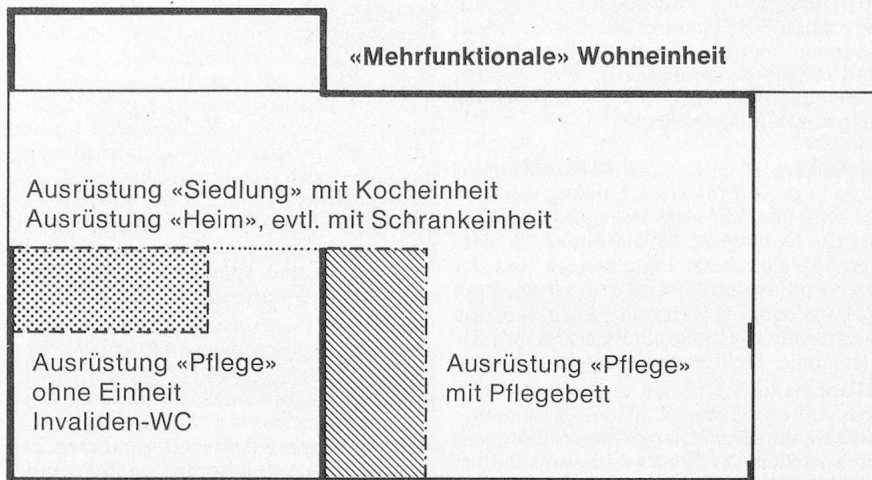 «Mehrfunktionale» Wohneinheit
Ausrüstung «Siedlung» mit Kocheinheit
Ausrüstung «Heim», evtl. mit Schrankeinheit
Ausrüstung «Pflege»
ohne Einheit
Invaliden-WC
Ausrüstung «Pflege»
mit Pflegebett